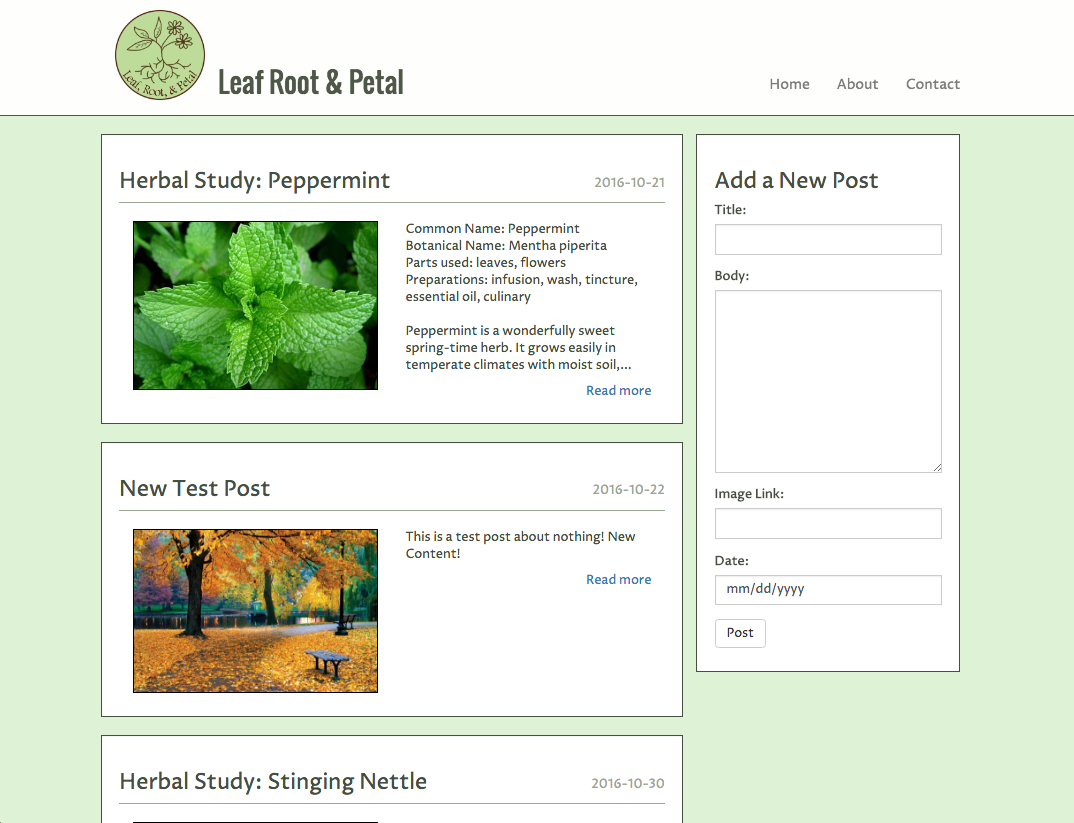 Leaf, Root, & Petal
Leaf Root & Petal
Home About Contact
Herbal Study: Peppermint
2016-10-21
Common Name: Peppermint
Botanical Name: Mentha piperita
Parts used: leaves, flowers
Preparations: infusion, wash, tincture,
essential oil, culinary
Peppermint is a wonderfully sweet
spring-time herb. It grows easily in
temperate climates with moist soil,...
Read more
New Test Post
2016-10-22
This is a test post about nothing! New
Content!
Read more
Herbal Study: Stinging Nettle
2016-10-30
Add a New Post
Title:
Body:
Image Link:
Date:
mm/dd/yyyy
Post